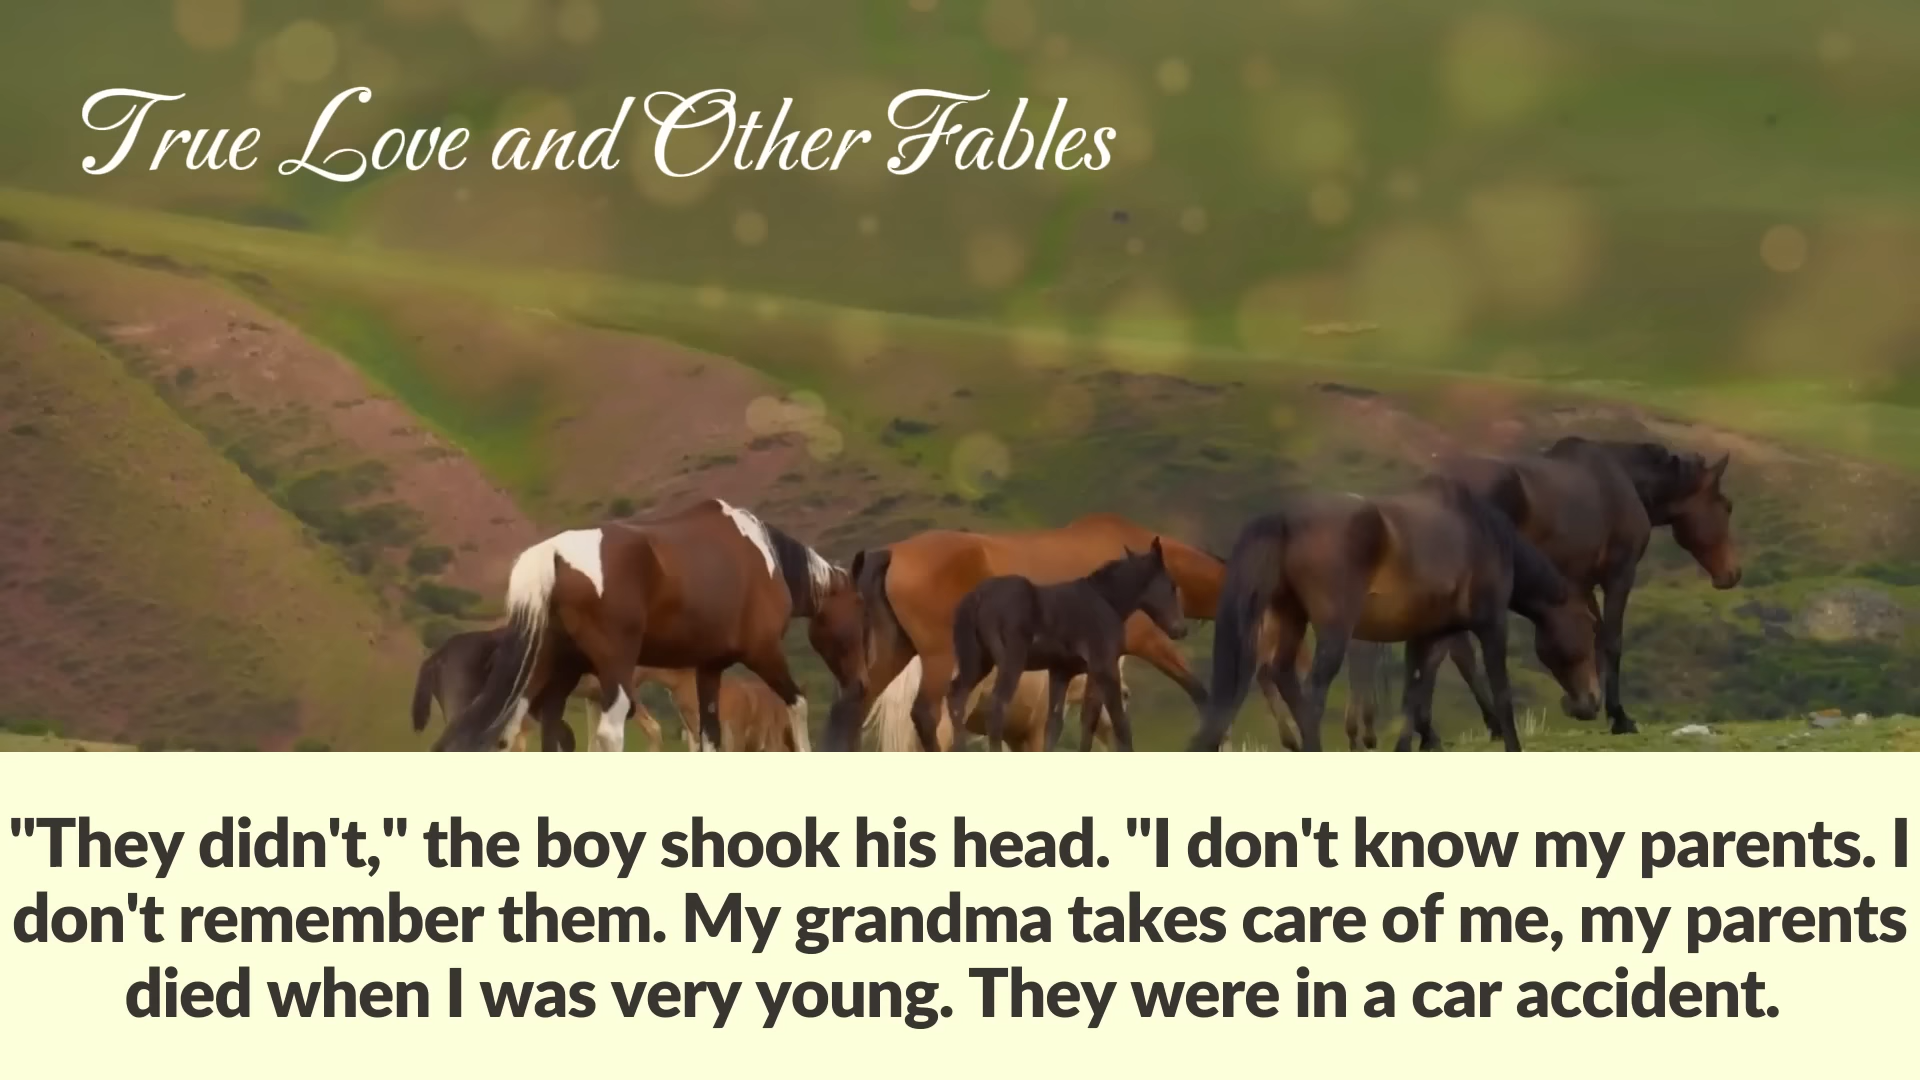 True Love and Other Fables
"They didn't," the boy shook his head. "I don't know my parents. I
don't remember them. My grandma takes care of me, my parents
died when I was very young. They were in a car accident.